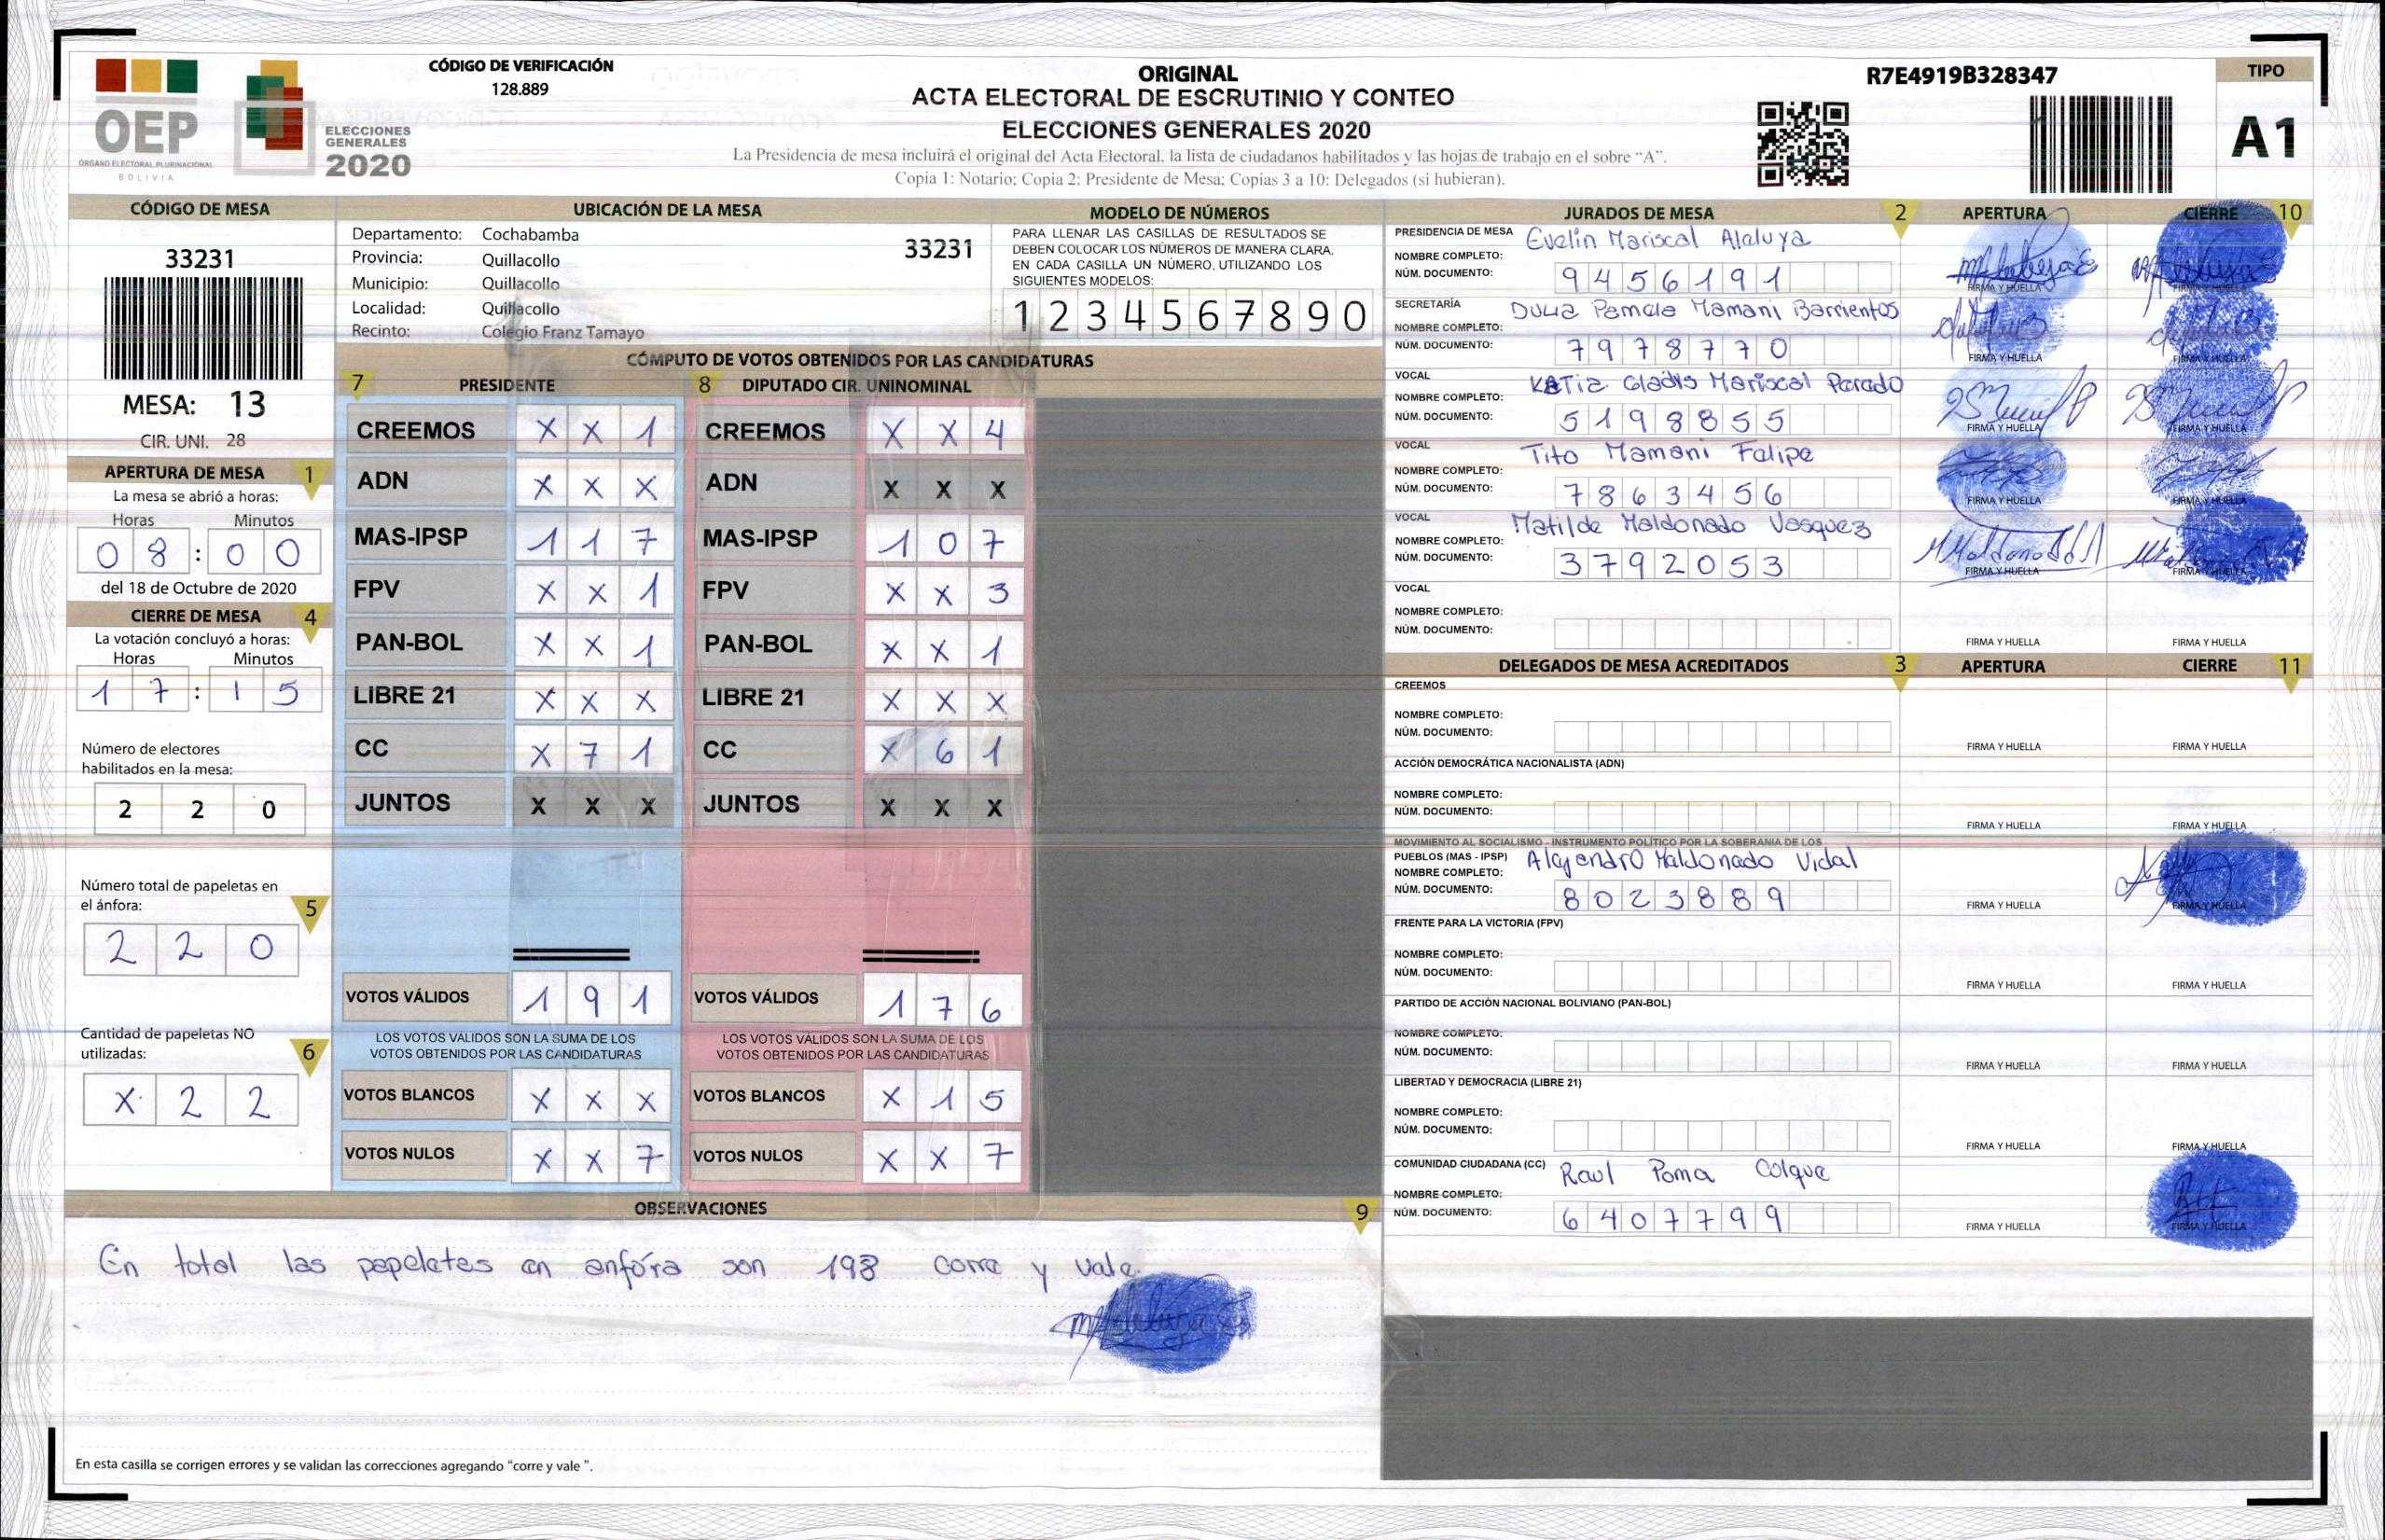 CÓDIGO DE VERIFICACIÓN
128.889
OEP
ÓRGANO ELECTORAL PLURINACIONAL
BOLIVIA
ELECCIONES
GENERALES
2020
ORIGINAL
ACTA ELECTORAL DE ESCRUTINIO Y CONTEO
ELECCIONES GENERALES 2020
La Presidencia de mesa incluirá el original del Acta Electoral, la lista de ciudadanos habilitados y las hojas de trabajo en el sobre “A”.
Copia 1: Notario; Copia 2: Presidente de Mesa; Copias 3 a 10: Delegados (si hubieran).
R7E4919B328347
TIPO
A1
CÓDIGO DE MESA
33231
MESA: 13
CIR. UNI. 28
APERTURA DE MESA 1
La mesa se abrió a horas:
Horas Minutos
0 8 : 0 0
del 18 de Octubre de 2020
CIERRE DE MESA 4
La votación concluyó a horas:
Horas Minutos
1 7 : 1 5
Número de electores
habilitados en la mesa:
2 2 0
Número total de papeletas en
el ánfora:
5
2 2 0
Cantidad de papeletas NO
utilizadas:
6
X 2 2
UBICACIÓN DE LA MESA
Departamento: Cochabamba 33231
Provincia: Quillacollo
Municipio: Quillacollo
Localidad: Quillacollo
Recinto: Colegio Franz Tamayo
MODELO DE NÚMEROS
PARA LLENAR LAS CASILLAS DE RESULTADOS SE
DEBEN COLOCAR LOS NÚMEROS DE MANERA CLARA,
EN CADA CASILLA UN NÚMERO, UTILIZANDO LOS
SIGUIENTES MODELOS:
1 2 3 4 5 6 7 8 9 0
CÓMPUTO DE VOTOS OBTENIDOS POR LAS CANDIDATURAS
7 PRESIDENTE 8 DIPUTADO CIR. UNINOMINAL
CREEMOS X X 1 CREEMOS X X 4
ADN X X X ADN X X X
MAS-IPSP 1 1 7 MAS-IPSP 1 0 7
FPV X X 1 FPV X X 3
PAN-BOL X X 1 PAN-BOL X X 1
LIBRE 21 X X X LIBRE 21 X X X
CC X 7 1 CC X 6 1
JUNTOS X X X JUNTOS X X X
VOTOS VÁLIDOS 1 9 1 VOTOS VÁLIDOS 1 7 6
LOS VOTOS VÁLIDOS SON LA SUMA DE LOS LOS VOTOS VÁLIDOS SON LA SUMA DE LOS
VOTOS OBTENIDOS POR LAS CANDIDATURAS VOTOS OBTENIDOS POR LAS CANDIDATURAS
VOTOS BLANCOS X X X VOTOS BLANCOS X 1 5
VOTOS NULOS X X 7 VOTOS NULOS X X 7
OBSERVACIONES 9
En total las papeletas en anfóra son 198 corre y vale
En esta casilla se corrigen errores y se validan las correcciones agregando “corre y vale ”.
JURADOS DE MESA 2 APERTURA CIERRE 10
PRESIDENCIA DE MESA Evelin Mariscal Aleluya
NOMBRE COMPLETO:
NÚM. DOCUMENTO: 9 4 5 6 1 9 1
FIRMA Y HUELLA FIRMA Y HUELLA
SECRETARÍA Dulia Pamela Mamani Barrientos
NOMBRE COMPLETO:
NÚM. DOCUMENTO: 7 9 7 8 7 7 0
FIRMA Y HUELLA FIRMA Y HUELLA
VOCAL Katia Gladis Mariscal Parado
NOMBRE COMPLETO:
NÚM. DOCUMENTO: 5 1 9 8 8 5 5
FIRMA Y HUELLA FIRMA Y HUELLA
VOCAL Tito Mamani Felipe
NOMBRE COMPLETO:
NÚM. DOCUMENTO: 7 8 6 3 4 5 6
FIRMA Y HUELLA FIRMA Y HUELLA
VOCAL Matilde Maldonado Vasquez
NOMBRE COMPLETO:
NÚM. DOCUMENTO: 3 7 9 2 0 5 3
FIRMA Y HUELLA FIRMA Y HUELLA
VOCAL
NOMBRE COMPLETO:
NÚM. DOCUMENTO:
FIRMA Y HUELLA FIRMA Y HUELLA
DELEGADOS DE MESA ACREDITADOS 3 APERTURA CIERRE 11
CREEMOS
NOMBRE COMPLETO:
NÚM. DOCUMENTO:
FIRMA Y HUELLA FIRMA Y HUELLA
ACCIÓN DEMOCRÁTICA NACIONALISTA (ADN)
NOMBRE COMPLETO:
NÚM. DOCUMENTO:
FIRMA Y HUELLA FIRMA Y HUELLA
MOVIMIENTO AL SOCIALISMO - INSTRUMENTO POLÍTICO POR LA SOBERANIA DE LOS
PUEBLOS (MAS - IPSP) Alejendro Maldonado Vidal
NOMBRE COMPLETO:
NÚM. DOCUMENTO: 8 0 2 3 8 8 9
FIRMA Y HUELLA FIRMA Y HUELLA
FRENTE PARA LA VICTORIA (FPV)
NOMBRE COMPLETO:
NÚM. DOCUMENTO:
FIRMA Y HUELLA FIRMA Y HUELLA
PARTIDO DE ACCIÓN NACIONAL BOLIVIANO (PAN-BOL)
NOMBRE COMPLETO:
NÚM. DOCUMENTO:
FIRMA Y HUELLA FIRMA Y HUELLA
LIBERTAD Y DEMOCRACIA (LIBRE 21)
NOMBRE COMPLETO:
NÚM. DOCUMENTO:
FIRMA Y HUELLA FIRMA Y HUELLA
COMUNIDAD CIUDADANA (CC) Raul Poma Colque
NOMBRE COMPLETO:
NÚM. DOCUMENTO: 6 4 0 7 7 9 9
FIRMA Y HUELLA FIRMA Y HUELLA